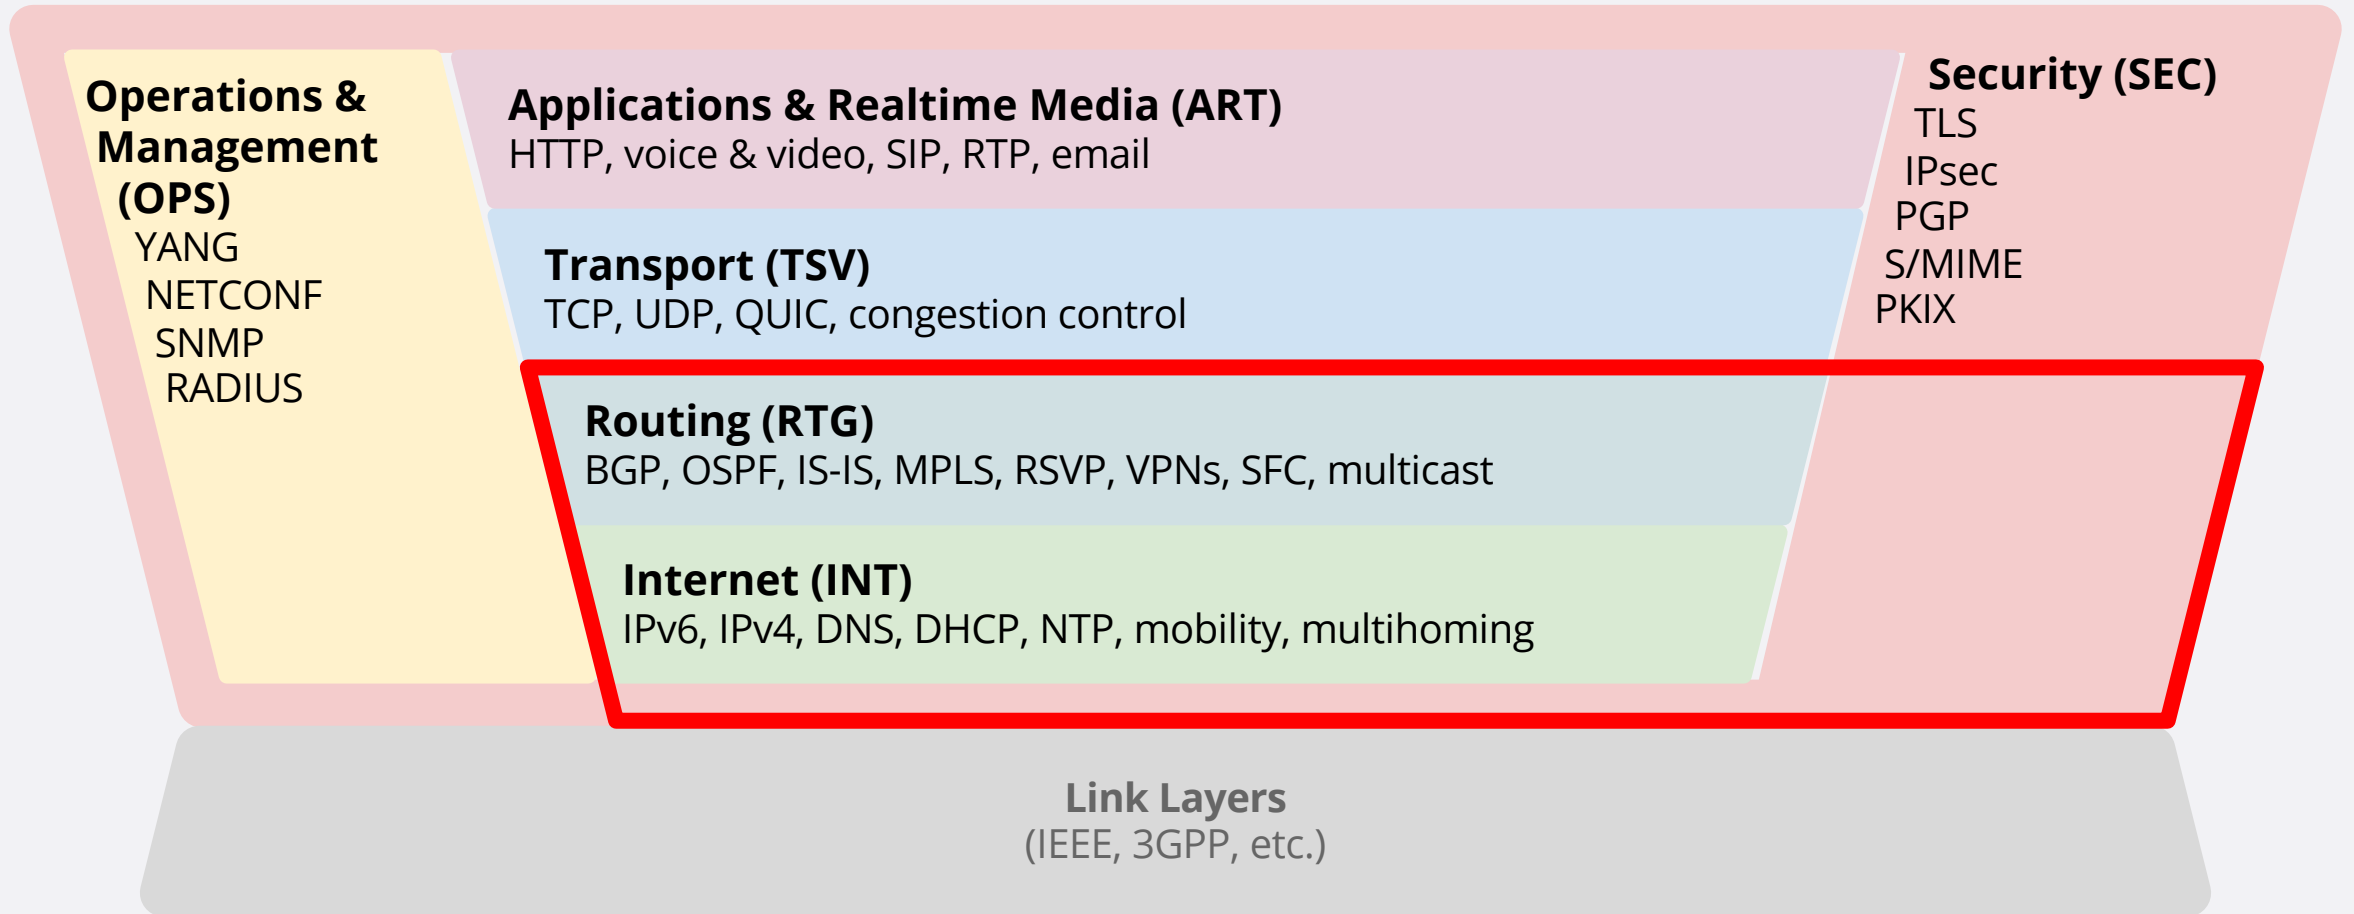 Operations &
Management
(OPS)
YANG
NETCONF
SNMP
RADIUS
Applications & Realtime Media (ART)
HTTP, voice & video, SIP, RTP, email
Transport (TSV)
TCP, UDP, QUIC, congestion control
Routing (RTG)
BGP, OSPF, IS-IS, MPLS, RSVP, VPNs, SFC, multicast
Internet (INT)
IPv6, IPv4, DNS, DHCP, NTP, mobility, multihoming
Security (SEC)
TLS
IPsec
PGP
S/MIME
PKIX
Link Layers
(IEEE, 3GPP, etc.)